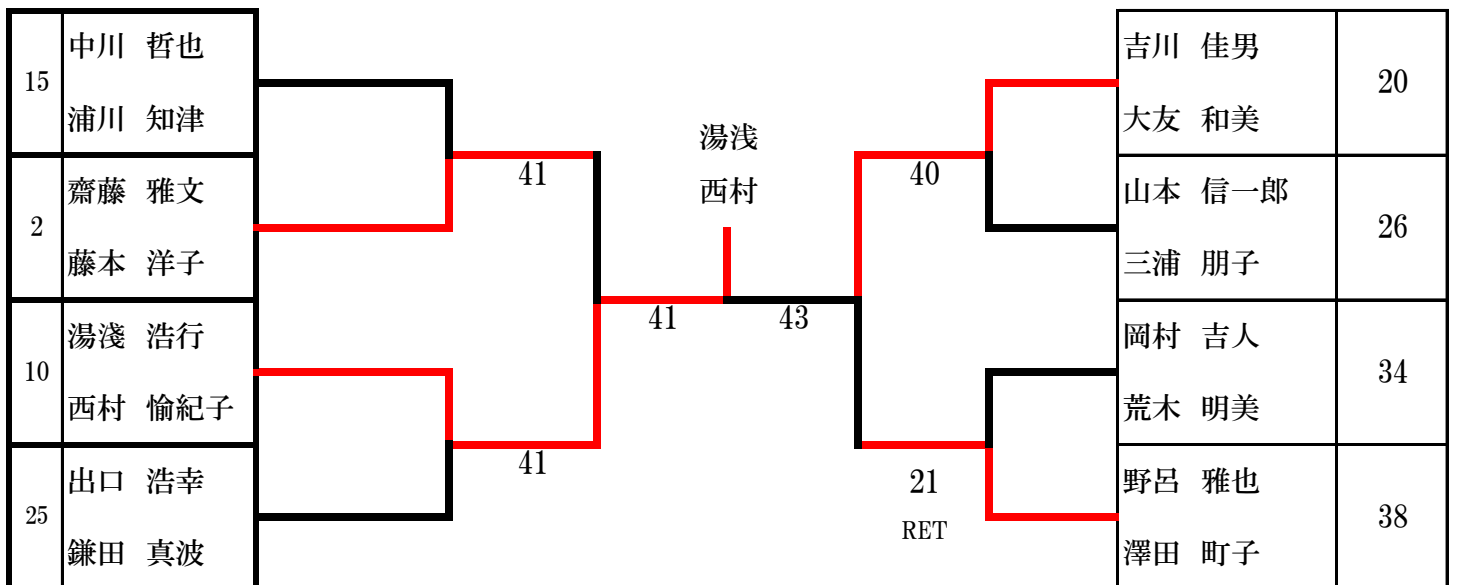 15
中川 哲也
浦川 知津
2
齋藤 雅文
藤本 洋子
10
湯淺 浩行
西村 愉紀子
25
出口 浩幸
鎌田 真波
41
41
湯浅
西村
41
43
40
21
RET
吉川 佳男
大友 和美
20
山本 信一郎
三浦 朋子
26
岡村 吉人
荒木 明美
34
野呂 雅也
澤田 町子
38